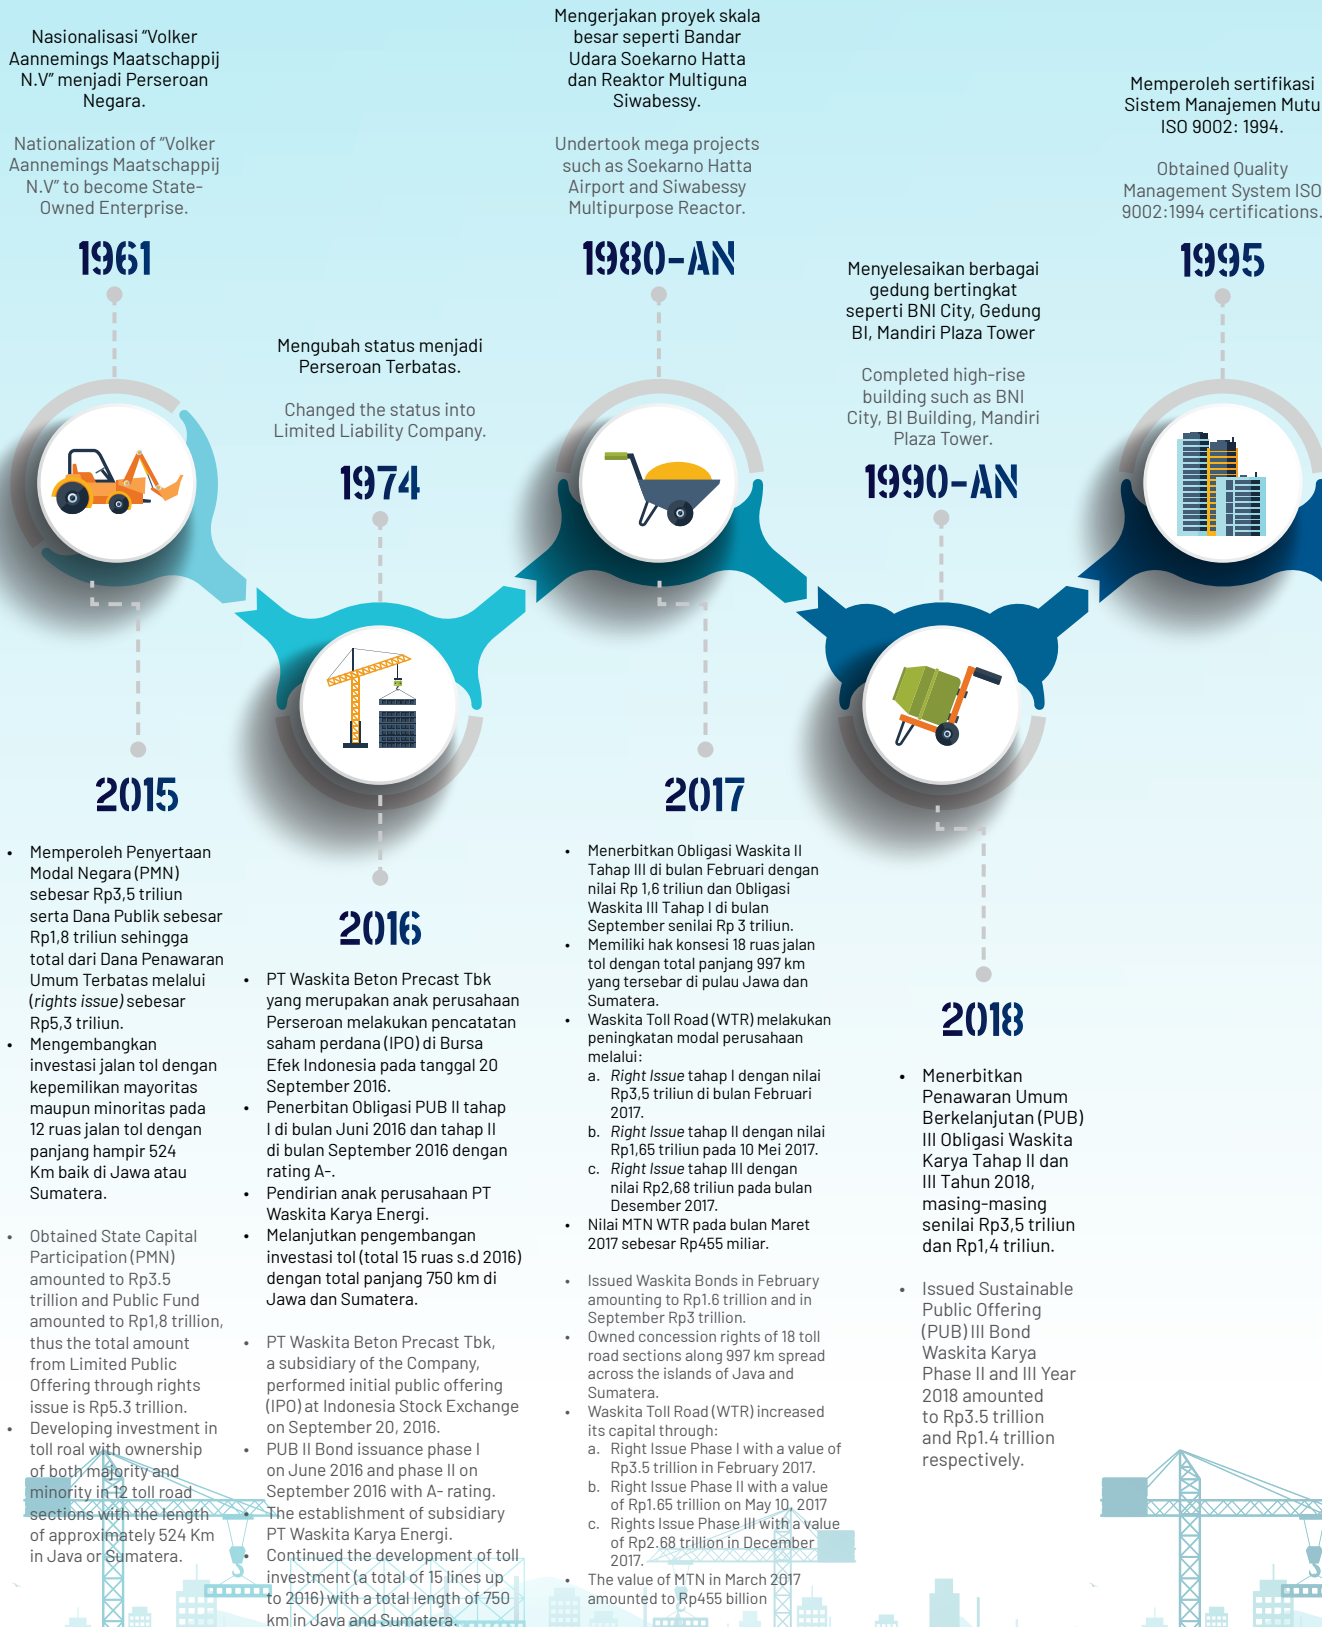 Nasionalisasi “Volker
Aannemings Maatschappij
N.V” menjadi Perseroan
Negara.
Nationalization of “Volker
Aannemings Maatschappij
N.V” to become State-
Owned Enterprise.
1961
Mengubah status menjadi
Perseroan Terbatas.
Changed the status into
Limited Liability Company.
1974
Mengerjakan proyek skala
besar seperti Bandar
Udara Soekarno Hatta
dan Reaktor Multiguna
Siwabessy.
Undertook mega projects
such as Soekarno Hatta
Airport and Siwabessy
Multipurpose Reactor.
1980-AN
Menyelesaikan berbagai
gedung bertingkat
seperti BNI City, Gedung
BI, Mandiri Plaza Tower
Completed high-rise
building such as BNI
City, BI Building, Mandiri
Plaza Tower.
1990-AN
Memperoleh sertifikasi
Sistem Manajemen Mutu
ISO 9002: 1994.
Obtained Quality
Management System ISO
9002:1994 certifications.
1995
2015
• Memperoleh Penyertaan
Modal Negara (PMN)
sebesar Rp3,5 triliun
serta Dana Publik sebesar
Rp1,8 triliun sehingga
total dari Dana Penawaran
Umum Terbatas melalui
(rights issue) sebesar
Rp5,3 triliun.
• Mengembangkan
investasi jalan tol dengan
kepemilikan mayoritas
maupun minoritas pada
12 ruas jalan tol dengan
panjang hampir 524
Km baik di Jawa atau
Sumatera.
• Obtained State Capital
Participation (PMN)
amounted to Rp3.5
trillion and Public Fund
amounted to Rp1,8 trillion,
thus the total amount
from Limited Public
Offering through rights
issue is Rp5.3 trillion.
• Developing investment in
toll roal with ownership
of both majority and
minority in 12 toll road
sections with the length
of approximately 524 Km
in Java or Sumatera.
2016
• PT Waskita Beton Precast Tbk
yang merupakan anak perusahaan
Perseroan melakukan pencatatan
saham perdana (IPO) di Bursa
Efek Indonesia pada tanggal 20
September 2016.
• Penerbitan Obligasi PUB II tahap
I di bulan Juni 2016 dan tahap II
di bulan September 2016 dengan
rating A-.
• Pendirian anak perusahaan PT
Waskita Karya Energi.
• Melanjutkan pengembangan
investasi tol (total 15 ruas s.d 2016)
dengan total panjang 750 km di
Jawa dan Sumatera.
• PT Waskita Beton Precast Tbk,
a subsidiary of the Company,
performed initial public offering
(IPO) at Indonesia Stock Exchange
on September 20, 2016.
• PUB II Bond issuance phase I
on June 2016 and phase II on
September 2016 with A- rating.
• The establishment of subsidiary
PT Waskita Karya Energi.
• Continued the development of toll
investment (a total of 15 lines up
to 2016) with a total length of 750
km in Java and Sumatera.
2017
• Menerbitkan Obligasi Waskita II
Tahap III di bulan Februari dengan
nilai Rp 1,6 triliun dan Obligasi
Waskita III Tahap I di bulan
September senilai Rp 3 triliun.
• Memiliki hak konsesi 18 ruas jalan
tol dengan total panjang 997 km
yang tersebar di pulau Jawa dan
Sumatera.
• Waskita Toll Road (WTR) melakukan
peningkatan modal perusahaan
melalui:
a. Right Issue tahap I dengan nilai
Rp3,5 triliun di bulan Februari
2017.
b. Right Issue tahap II dengan nilai
Rp1,65 triliun pada 10 Mei 2017.
c. Right Issue tahap III dengan
nilai Rp2,68 triliun pada bulan
Desember 2017.
• Nilai MTN WTR pada bulan Maret
2017 sebesar Rp455 miliar.
• Issued Waskita Bonds in February
amounting to Rp1.6 trillion and in
September Rp3 trillion.
• Owned concession rights of 18 toll
road sections along 997 km spread
across the islands of Java and
Sumatera.
• Waskita Toll Road (WTR) increased
its capital through:
a. Right Issue Phase I with a value of
Rp3.5 trillion in February 2017.
b. Right Issue Phase II with a value
of Rp1.65 trillion on May 10, 2017
c. Rights Issue Phase III with a value
of Rp2.68 trillion in December
2017.
• The value of MTN in March 2017
amounted to Rp455 billion
2018
• Menerbitkan
Penawaran Umum
Berkelanjutan (PUB)
III Obligasi Waskita
Karya Tahap II dan
III Tahun 2018,
masing-masing
senilai Rp3,5 triliun
dan Rp1,4 triliun.
• Issued Sustainable
Public Offering
(PUB) III Bond
Waskita Karya
Phase II and III Year
2018 amounted
to Rp3.5 trillion
and Rp1.4 trillion
respectively.